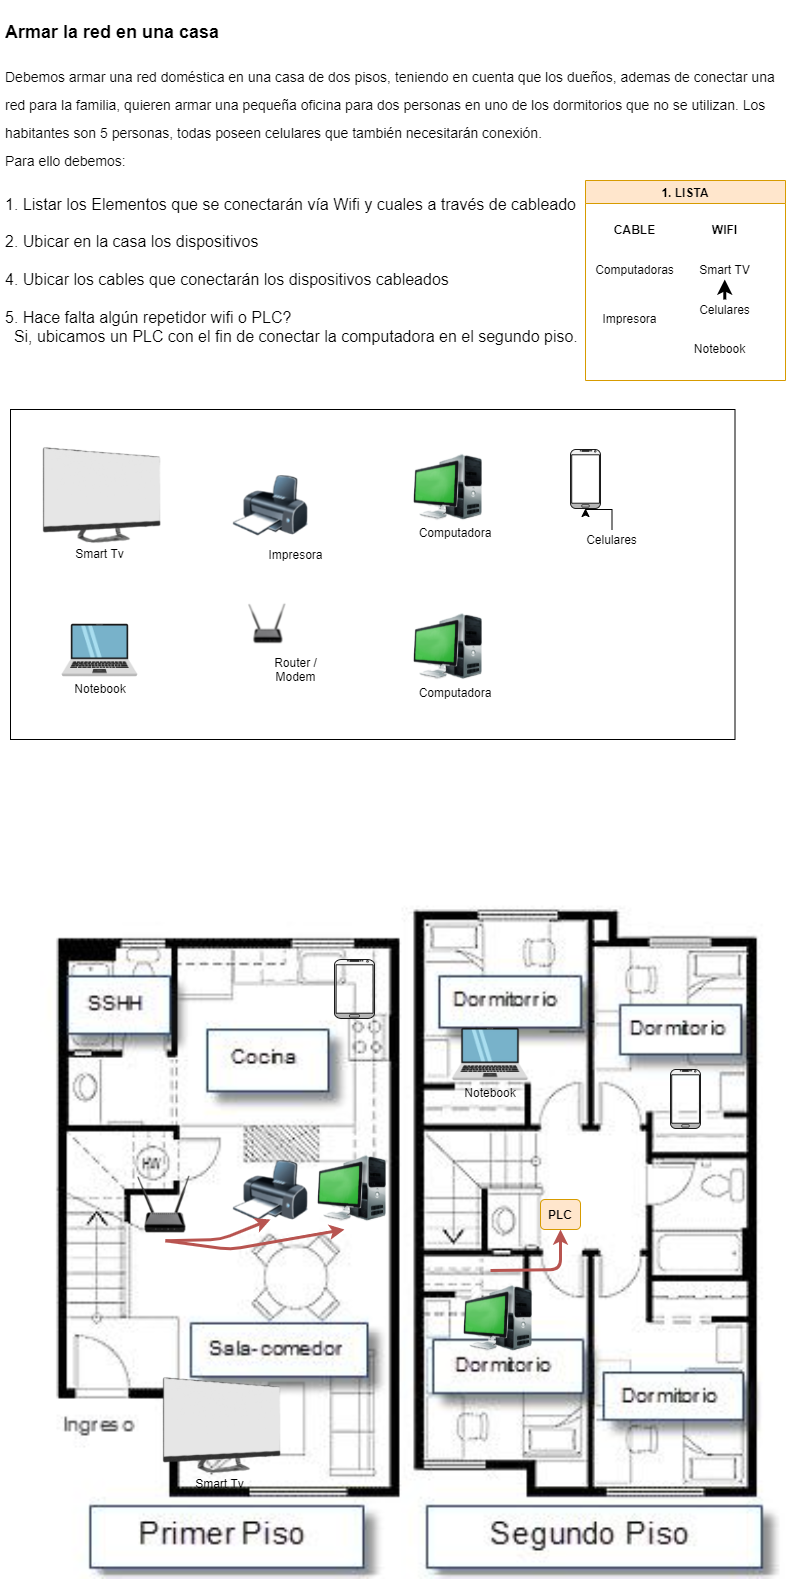 Armar la red en una casa
Debemos armar una red doméstica en una casa de dos pisos, teniendo en cuenta que los dueños, ademas de conectar una
red para la familia, quieren armar una pequeña oficina para dos personas en uno de los dormitorios que no se utilizan. Los
habitantes son 5 personas, todas poseen celulares que también necesitarán conexión.
Para ello debemos:
1. Listar los Elementos que se conectarán vía Wifi y cuales a través de cableado
2. Ubicar en la casa los dispositivos
4. Ubicar los cables que conectarán los dispositivos cableados
5. Hace falta algún repetidor wifi o PLC?
Si, ubicamos un PLC con el fin de conectar la computadora en el segundo piso.
1. LISTA
CABLE WIFI
Computadoras Smart TV
Impresora Celulares
Notebook
Smart Tv
Impresora
Computadora
Celulares
Notebook
Router /
Modem
Computadora
SSHH
Cocina
HW
Sala-comedor
Ingreso
Smart Tv
Primer Piso
Dormitorrio
Dormitorio
Notebook
PLC
Dormitorio
Dormitorio
Segundo Piso